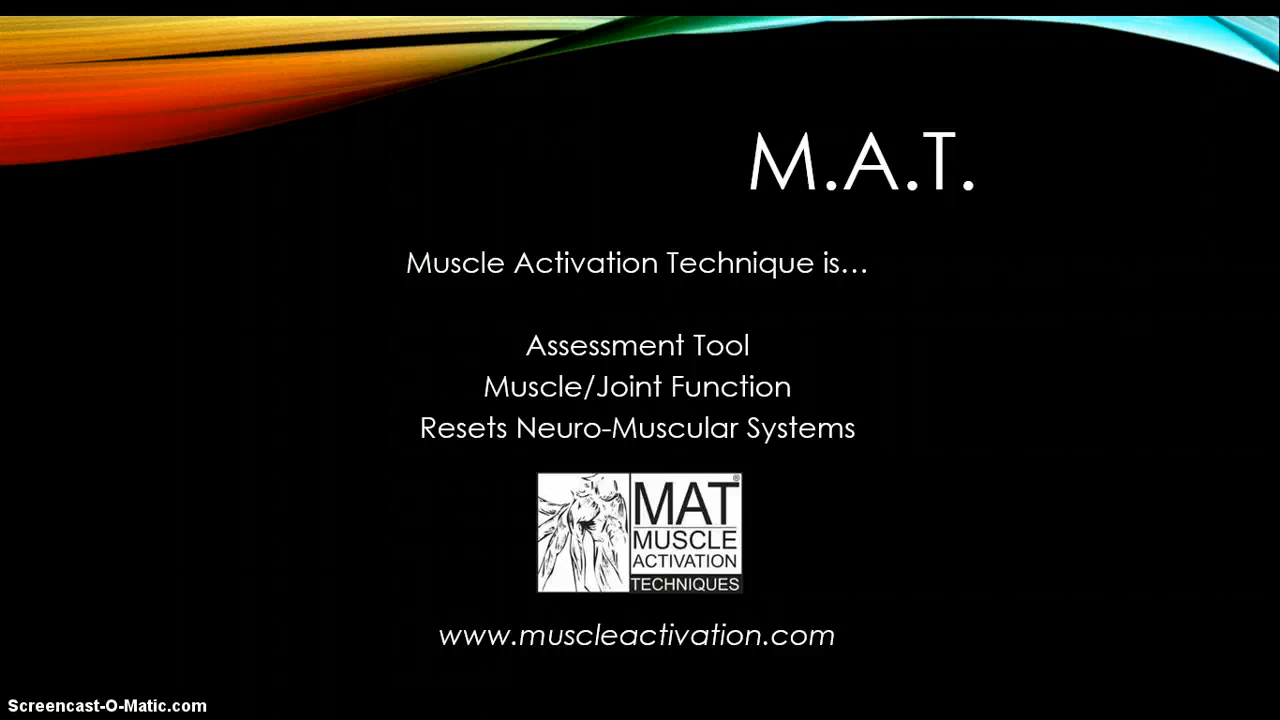 M.A.T.
Muscle Activation Technique is...
Assessment Tool
Muscle/Joint Function
Resets Neuro-Muscular Systems
MAT®
MUSCLE
ACTIVATION
TECHNIQUES
www.muscleactivation.com
Screencast-O-Matic.com